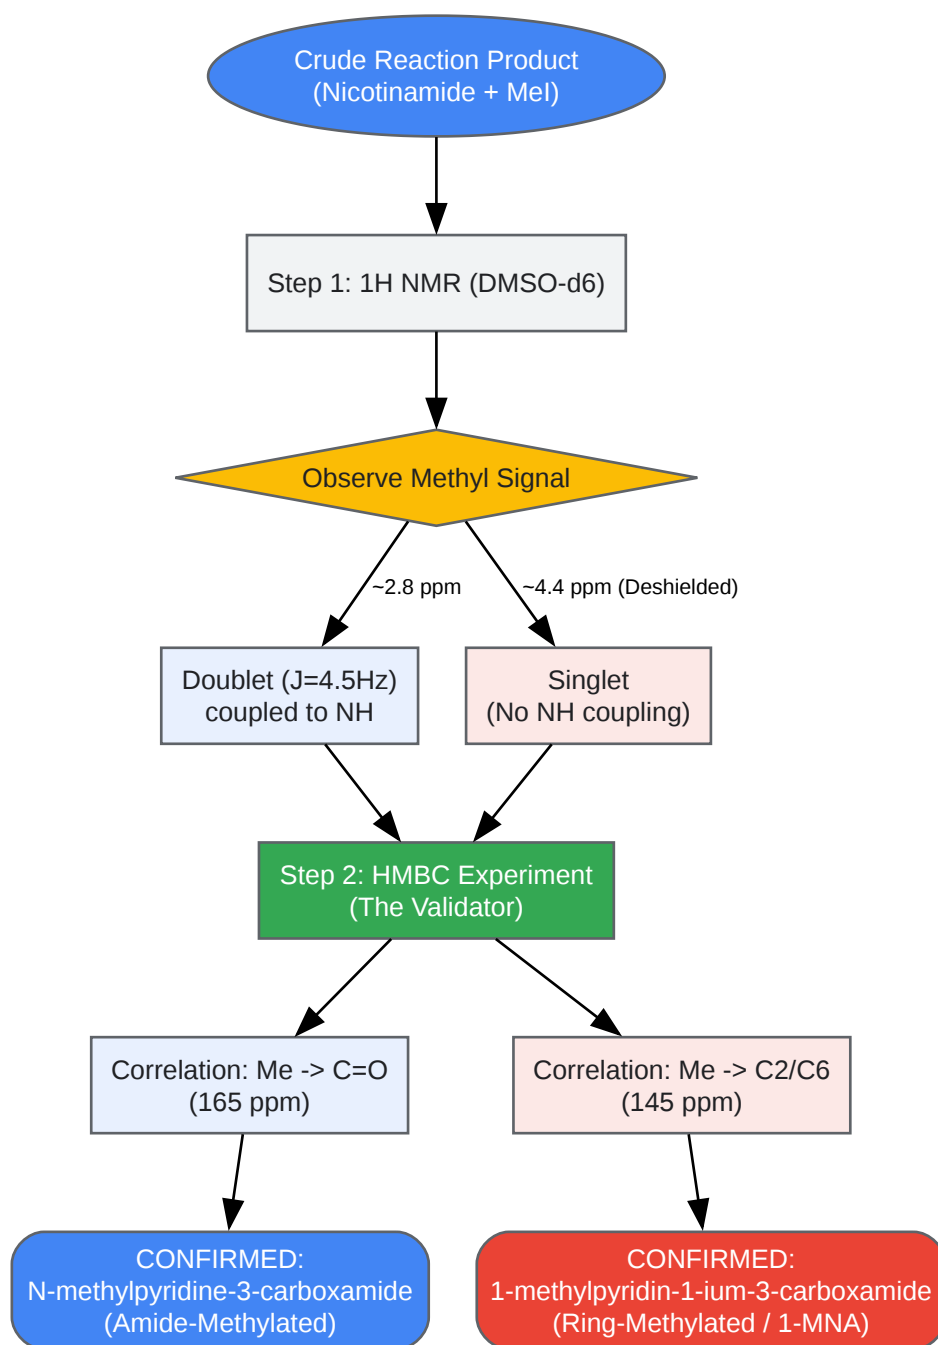 Crude Reaction Product
(Nicotinamide + MeI)
Step 1: 1H NMR (DMSO-d6)
Observe Methyl Signal
~2.8 ppm
~4.4 ppm (Deshielded)
Doublet (J=4.5Hz)
coupled to NH
Singlet
(No NH coupling)
Step 2: HMBC Experiment
(The Validator)
Correlation: Me -> C=O
(165 ppm)
Correlation: Me -> C2/C6
(145 ppm)
CONFIRMED:
N-methylpyridine-3-carboxamide
(Amide-Methylated)
CONFIRMED:
1-methylpyridin-1-ium-3-carboxamide
(Ring-Methylated / 1-MNA)